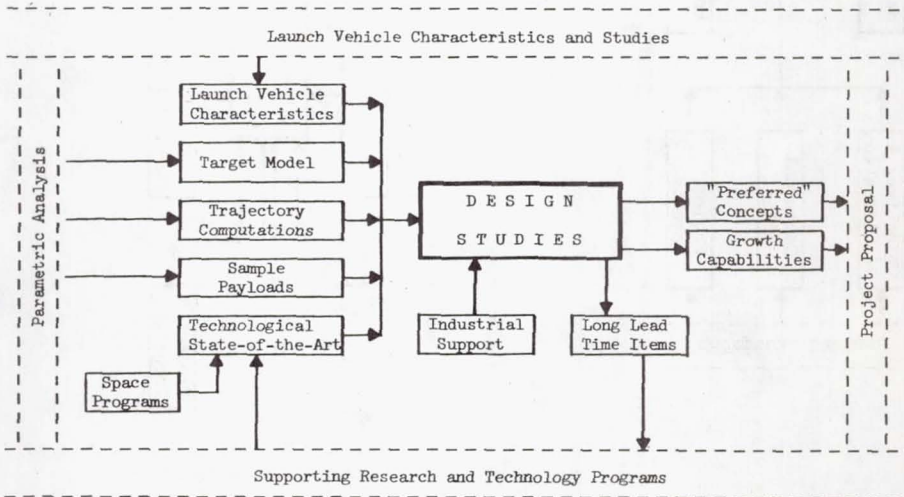 Launch Vehicle Characteristics and Studies
Parametric Analysis
Launch Vehicle
Characteristics
Target Model
Trajectory
Computations
Sample
Payloads
Technological
State-of-the-Art
Space
Programs
D E S I G N
S T U D I E S
Industrial
Support
Long Lead
Time Items
"Preferred"
Concepts
Growth
Capabilities
Project Proposal
Supporting Research and Technology Programs